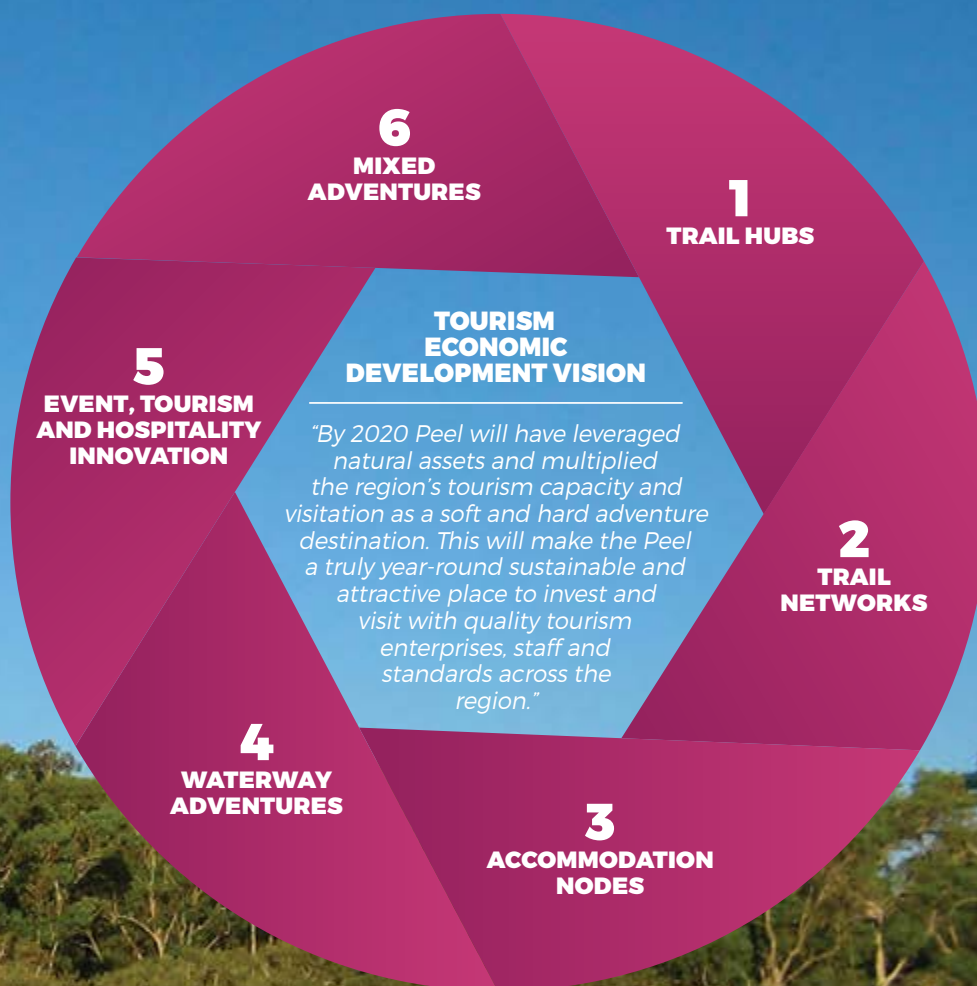 6
MIXED
ADVENTURES
1
TRAIL HUBS
TOURISM
ECONOMIC
DEVELOPMENT VISION
“By 2020 Peel will have leveraged
natural assets and multiplied
the region’s tourism capacity and
visitation as a soft and hard adventure
destination. This will make the Peel
a truly year-round sustainable and
attractive place to invest and
visit with quality tourism
enterprises, staff and
standards across the
region.”
2
TRAIL
NETWORKS
3
ACCOMMODATION
NODES
4
WATERWAY
ADVENTURES
5
EVENT, TOURISM
AND HOSPITALITY
INNOVATION